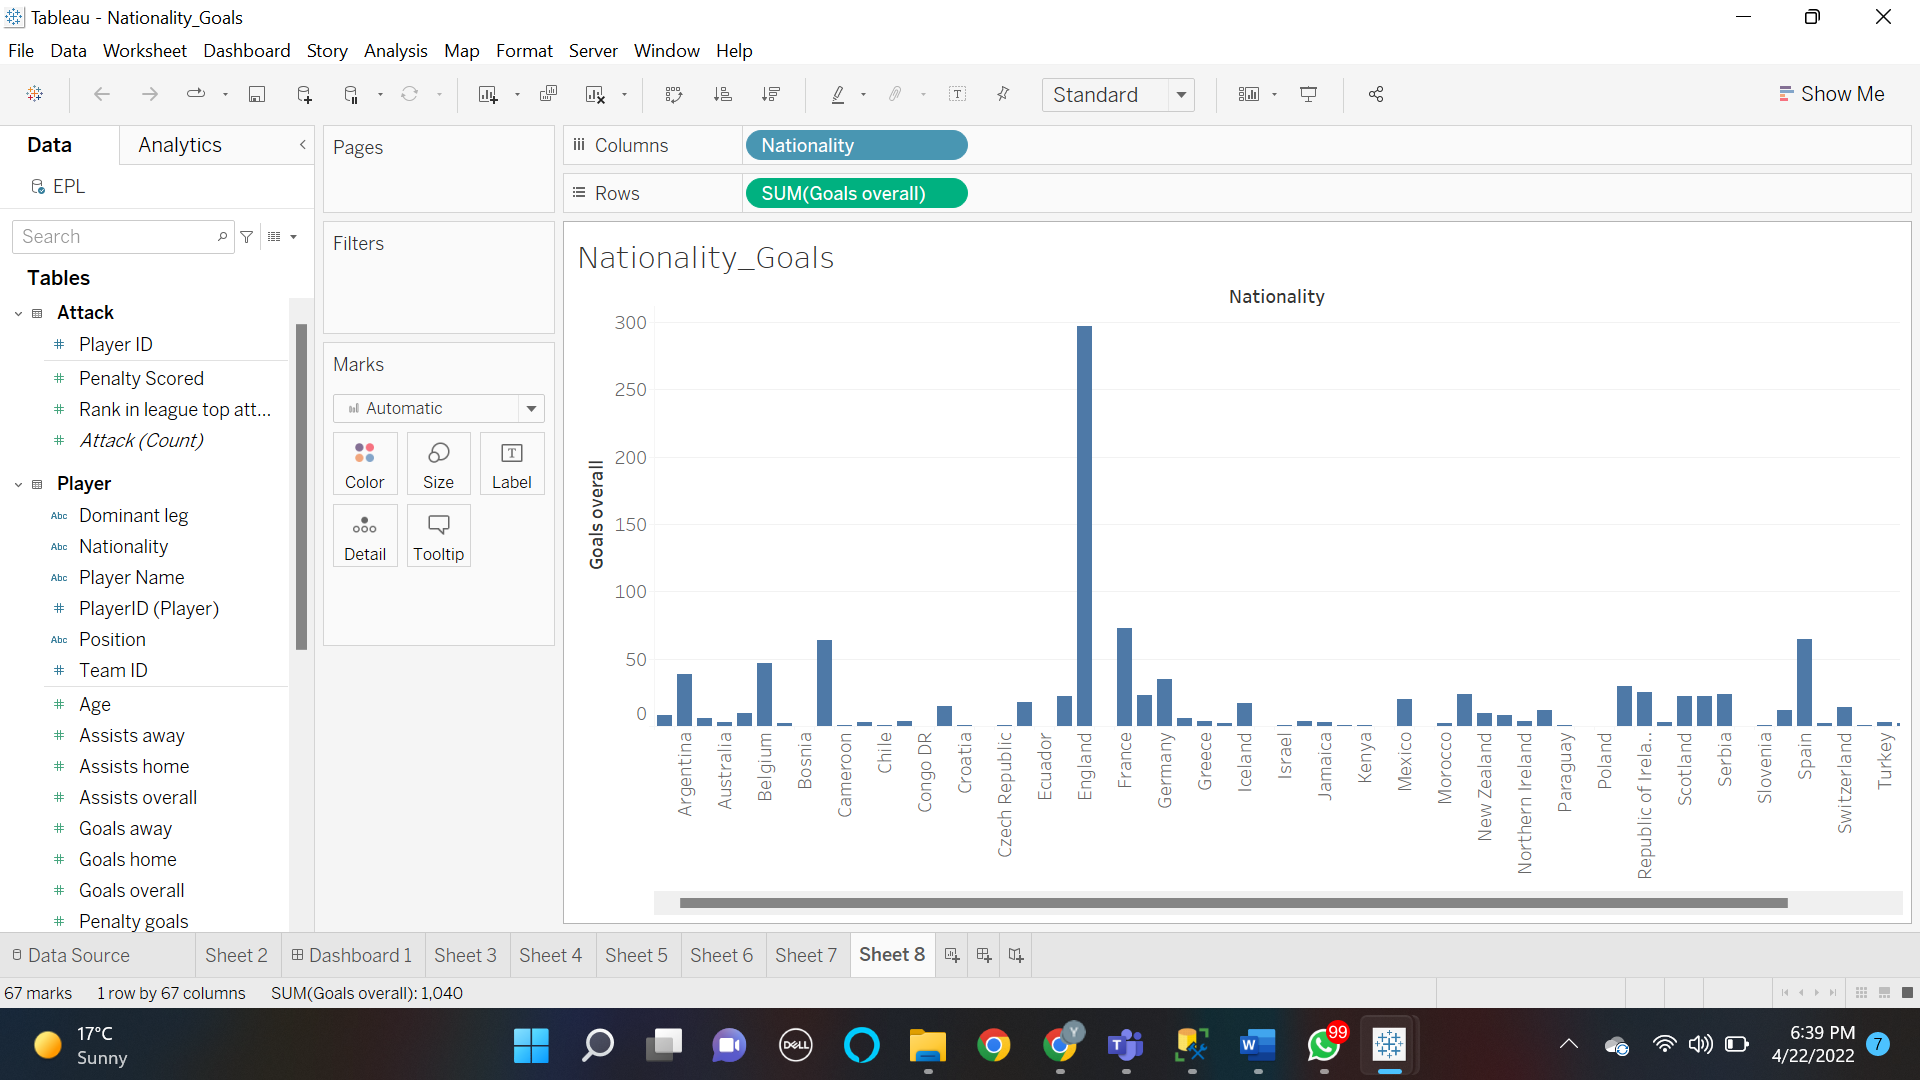 Tableau - Nationality_Goals
File Data Worksheet Dashboard Story Analysis Map Format Server Window Help
Standard
Show Me
Data Analytics
EPL
Search
Tables
Attack
Player ID
Penalty Scored
Rank in league top att...
Attack (Count)
Player
Abc Dominant leg
Abc Nationality
Abc Player Name
PlayerID (Player)
Abc Position
Team ID
Age
Assists away
Assists home
Assists overall
Goals away
Goals home
Goals overall
Penalty goals
Pages
Filters
Marks
Automatic
Color Size Label
Detail Tooltip
Columns Nationality
Rows SUM(Goals overall)
Nationality_Goals
Nationality
Goals overall
300
250
200
150
100
50
0
Argentina
Australia
Belgium
Bosnia
Cameroon
Chile
Congo DR
Croatia
Czech Republic
Ecuador
England
France
Germany
Greece
Iceland
Israel
Jamaica
Kenya
Mexico
Morocco
New Zealand
Northern Ireland
Paraguay
Poland
Republic of Irela..
Scotland
Serbia
Slovenia
Spain
Switzerland
Turkey
Data Source Sheet 2 Dashboard 1 Sheet 3 Sheet 4 Sheet 5 Sheet 6 Sheet 7 Sheet 8
67 marks 1 row by 67 columns SUM(Goals overall): 1,040
17°C
Sunny
DELL
Y
T
W
99
6:39 PM
4/22/2022
7